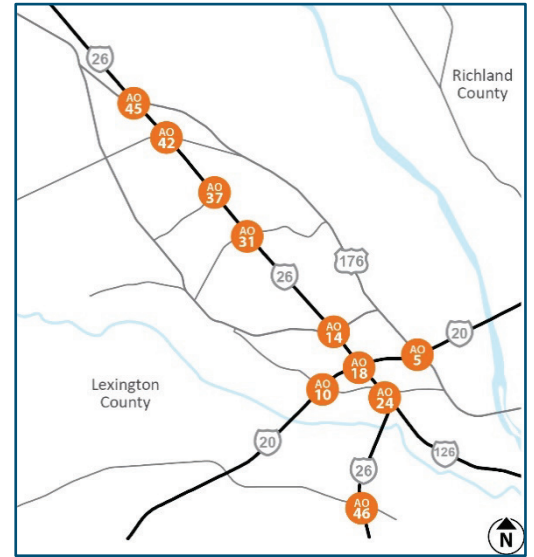 26
Richland
County
AO
45
AO
42
AO
37
AO
31
176
26
AO
14
20
AO
5
AO
18
Lexington
County
AO
10
AO
24
20
126
26
AO
46
N